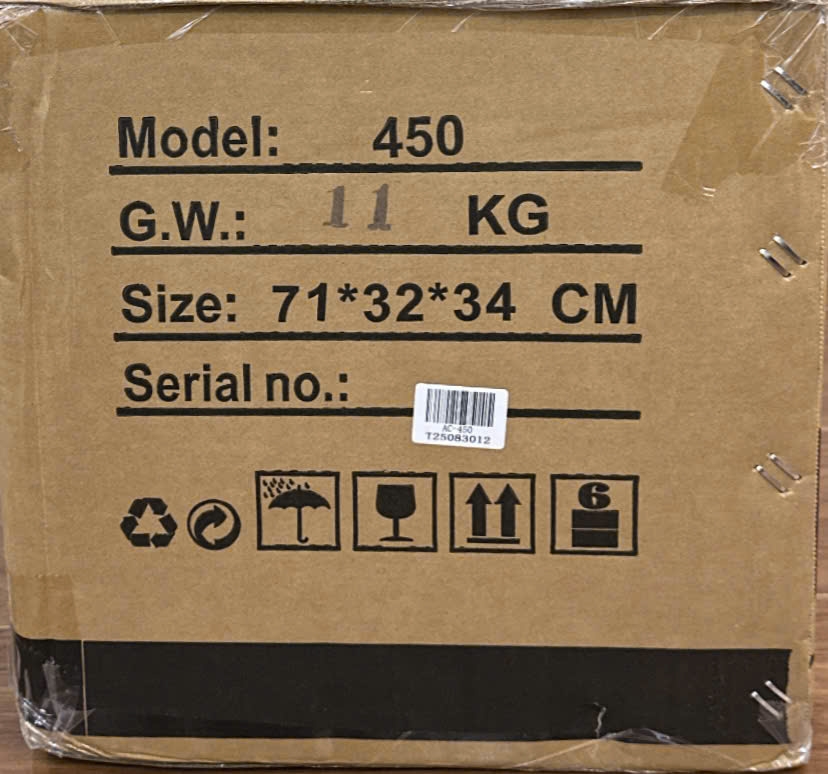 Model: 450
G.W.: 11 KG
Size: 71*32*34 CM
Serial no.:
AC-450
T25083012
6